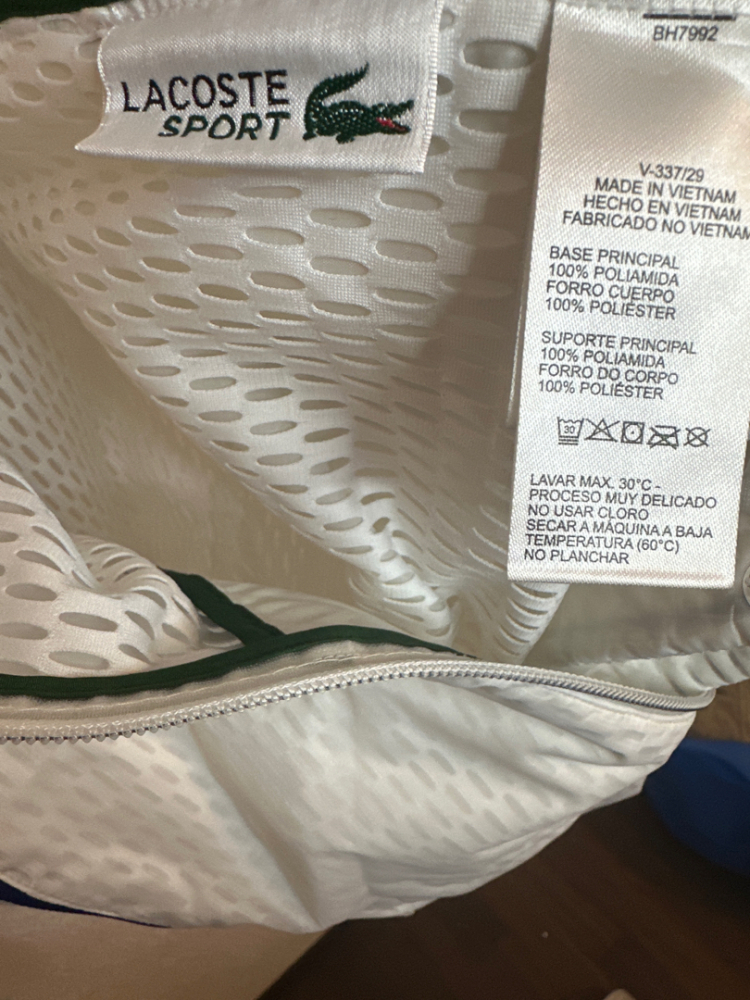 LACOSTE
SPORT
BH7992
V-337/29
MADE IN VIETNAM
HECHO EN VIETNAM
FABRICADO NO VIETNAM
BASE PRINCIPAL
100% POLIAMIDA
FORRO CUERPO
100% POLIÉSTER
SUPORTE PRINCIPAL
100% POLIAMIDA
FORRO DO CORPO
100% POLIÉSTER
30
LAVAR MAX. 30°C -
PROCESO MUY DELICADO
NO USAR CLORO
SECAR A MÁQUINA A BAJA
TEMPERATURA (60°C)
NO PLANCHAR